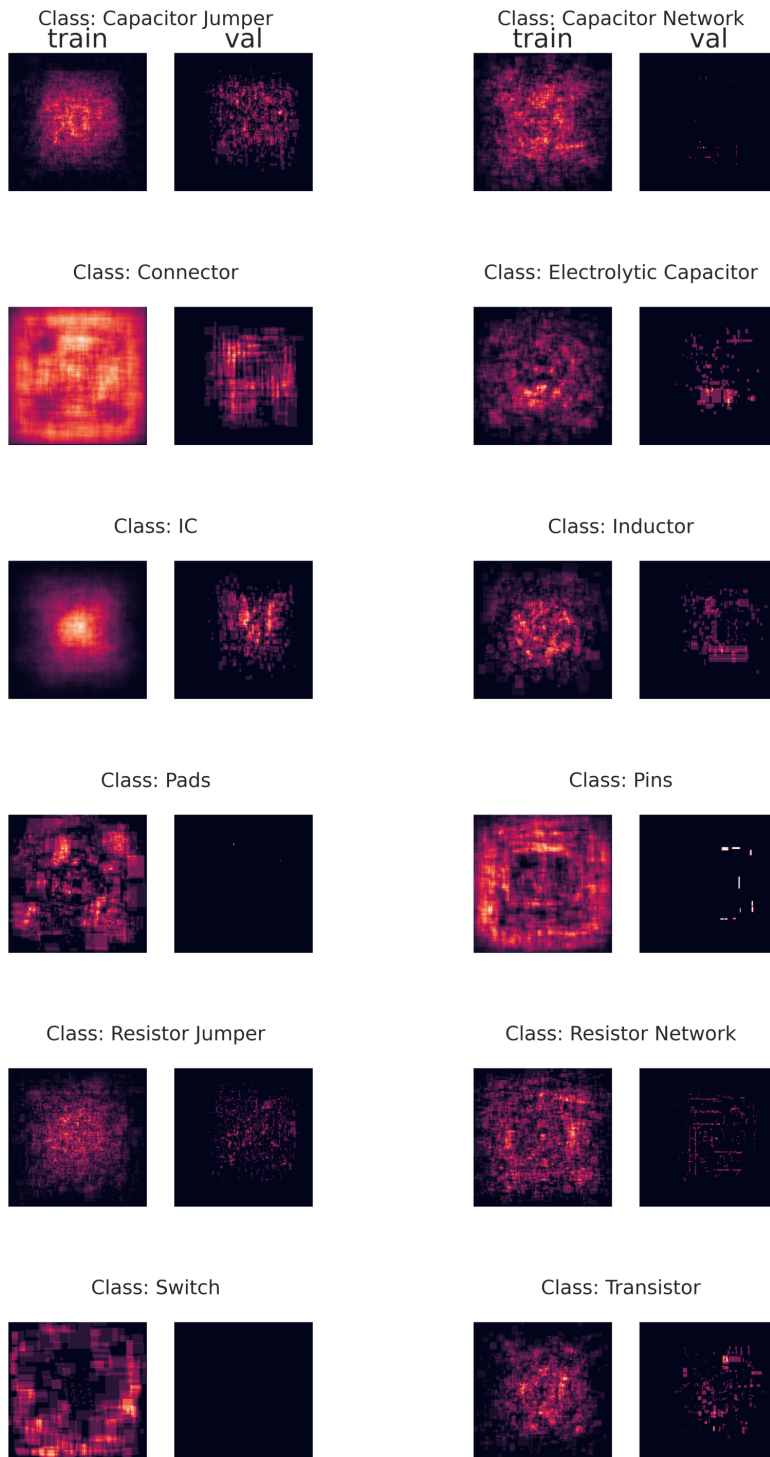 Class: Capacitor Jumper
train val
Class: Capacitor Network
train val
Class: Connector
Class: Electrolytic Capacitor
Class: IC
Class: Inductor
Class: Pads
Class: Pins
Class: Resistor Jumper
Class: Resistor Network
Class: Switch
Class: Transistor